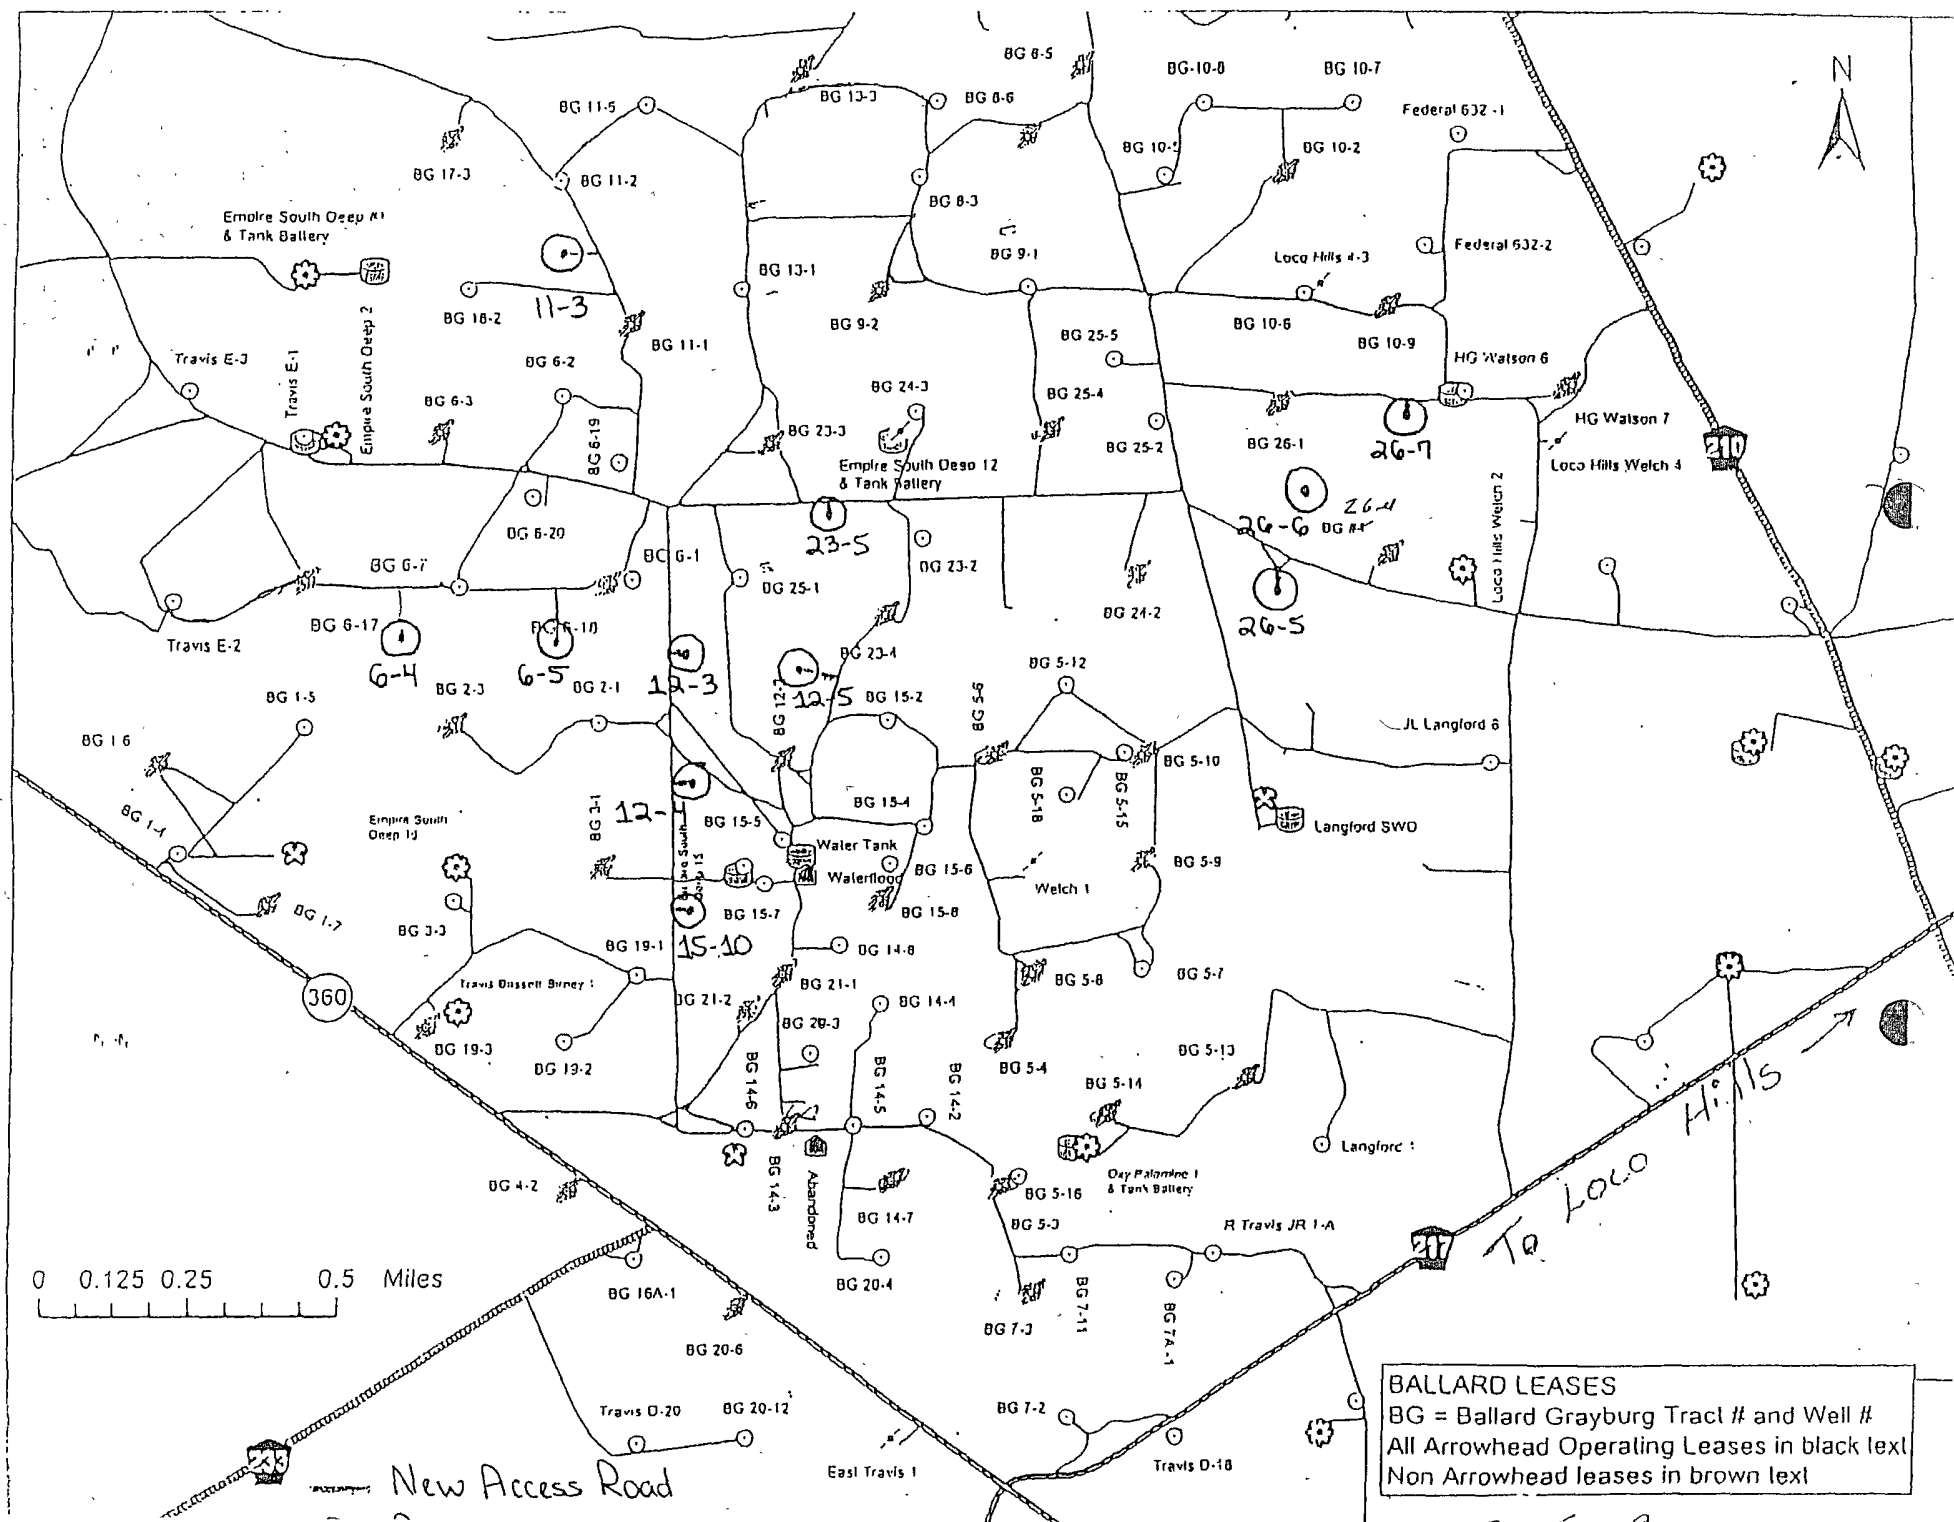 BG 8-5
BG-10-8
BG 10-7
N
BG 11-5
BG 13-3
BG 8-6
Federal 632-1
BG 17-3
BG 11-2
BG 10-2
BG 8-3
Empire South Deep
& Tank Battery
Federal 632-2
BG 9-1
BG 13-1
Loco Hills 4-3
BG 18-2
11-3
BG 9-2
BG 10-6
BG 11-1
BG 25-5
BG 10-9
Travis E-3
Travis E-1
Empire South Deep 2
BG 6-2
HG Watson 6
BG 6-3
BG 24-3
BG 25-4
BG 6-19
BG 23-3
BG 25-2
BG 26-1
26-7
HG Watson 7
Empire South Deep 12
& Tank Battery
Loco Hills Welch 4
Loco Hills Welch 2
26-6
26-4
23-5
BG 6-20
BG 6-7
BG 6-1
BG 25-1
BG 23-2
BG 24-2
26-5
Travis E-2
BG 6-17
BG 6-18
6-4
6-5
BG 23-4
12-3
12-5
BG 5-12
BG 1-5
BG 2-3
BG 2-1
BG 15-2
BG 5-6
JL Langford 8
BG 1-6
BG 5-10
BG 5-18
BG 5-15
BG 1-4
Empire South
BG 3-1
12-4
BG 15-5
BG 15-4
Water Tank
Langford SWD
Waterflood
BG 15-6
Welch 1
BG 5-9
BG 1-7
BG 3-3
BG 15-7
BG 15-8
BG 19-1
15-10
BG 14-8
360
BG 21-2
BG 21-1
BG 5-8
BG 5-7
BG 14-4
BG 20-3
BG 19-3
BG 19-2
BG 5-4
BG 5-13
BG 14-6
BG 14-5
BG 14-2
BG 5-14
To Loco Hills
Langford 1
BG 4-2
BG 14-3
Abandoned
Oxy Palomine 1
& Tank Battery
BG 5-16
BG 14-7
BG 5-3
R Travis JR 1-A
217
0 0.125 0.25 0.5 Miles
BG 16A-1
BG 20-4
BG 7-11
BG 7A-1
BG 7-3
BG 20-6
Travis D-20
BG 20-12
BG 7-2
East Travis 1
Travis D-18
New Access Road
BALLARD LEASES
BG = Ballard Grayburg Tract # and Well #
All Arrowhead Operating Leases in black text
Non Arrowhead leases in brown text